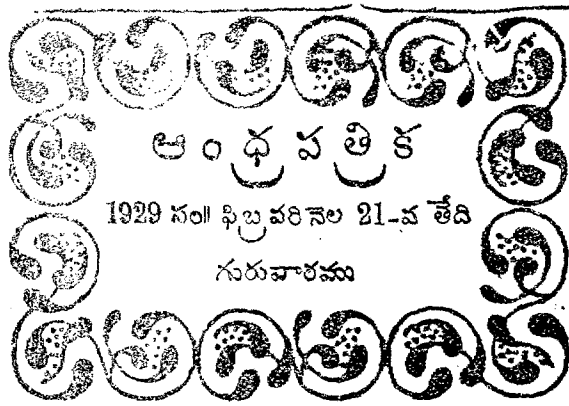 ఆంధ్రపత్రిక
1929 సం॥ ఫిబ్రవరినెల 21-వ తేది
గురువారము